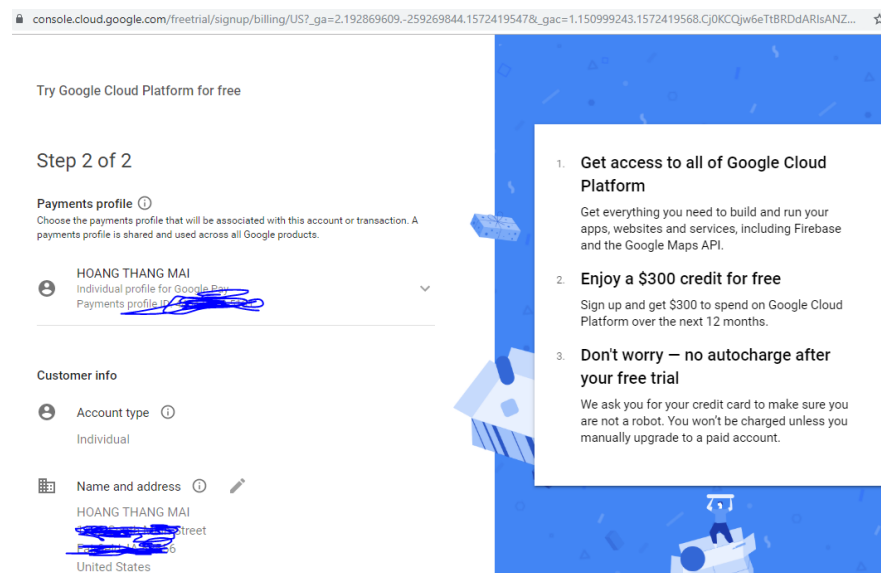 console.cloud.google.com/freetrial/signup/billing/US?_ga=2.192869609.-259269844.1572419547&_gac=1.150999243.1572419568.Cj0KCQjw6eTtBRDdARIsANZ...
Try Google Cloud Platform for free
Step 2 of 2
Payments profile
Choose the payments profile that will be associated with this account or transaction. A
payments profile is shared and used across all Google products.
HOANG THANG MAI
Individual profile for Google Pay
Payments profile ID
Customer info
Account type
Individual
Name and address
HOANG THANG MAI
Street
United States
1. Get access to all of Google Cloud
Platform
Get everything you need to build and run your
apps, websites and services, including Firebase
and the Google Maps API.
2. Enjoy a $300 credit for free
Sign up and get $300 to spend on Google Cloud
Platform over the next 12 months.
3. Don't worry — no autocharge after
your free trial
We ask you for your credit card to make sure you
are not a robot. You won't be charged unless you
manually upgrade to a paid account.